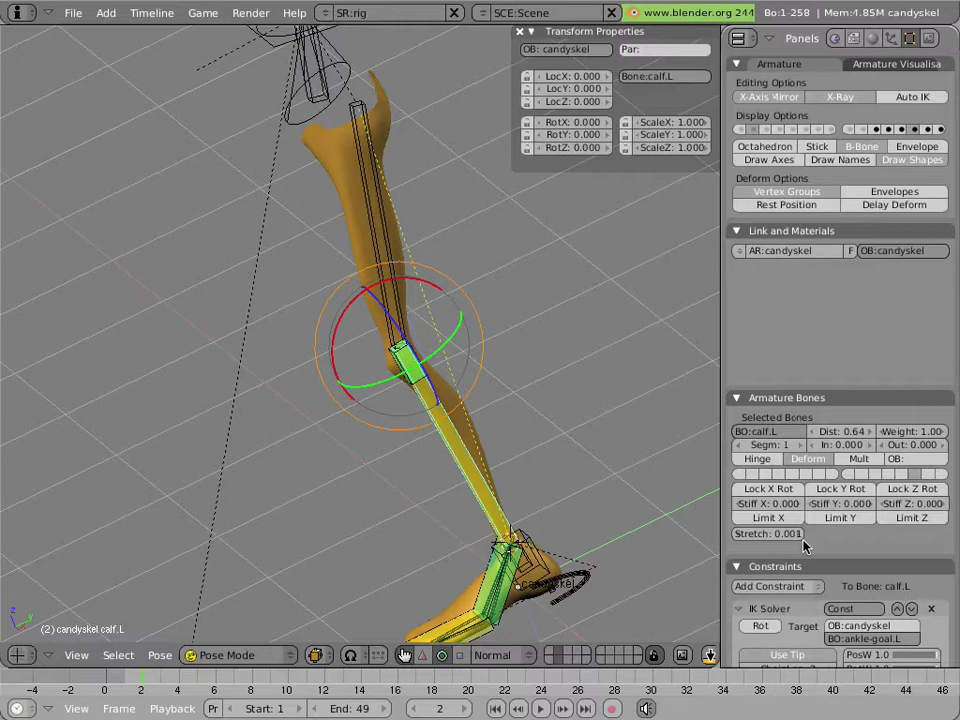 File Add Timeline Game Render Help SR:rig SCE:Scene www.blender.org 244 Bo:1-258 | Mem:4.85M candyskel
Transform Properties
OB: candyskel Par:
LocX: 0.000 Bone:calf.L
LocY: 0.000
LocZ: 0.000
RotX: 0.000 ScaleX: 1.000
RotY: 0.000 ScaleY: 1.000
RotZ: 0.000 ScaleZ: 1.000
Panels
Armature Armature Visualisa
Editing Options
X-Axis Mirror X-Ray Auto IK
Display Options
Octahedron Stick B-Bone Envelope
Draw Axes Draw Names Draw Shapes
Deform Options
Vertex Groups Envelopes
Rest Position Delay Deform
Link and Materials
AR:candyskel F OB:candyskel
Armature Bones
Selected Bones
BO:calf.L Dist: 0.64 Weight: 1.00
Segm: 1 In: 0.000 Out: 0.000
Hinge Deform Mult OB:
Lock X Rot Lock Y Rot Lock Z Rot
Stiff X: 0.000 Stiff Y: 0.000 Stiff Z: 0.000
Limit X Limit Y Limit Z
Stretch: 0.001
Constraints
Add Constraint To Bone: calf.L
IK Solver Const
Rot Target OB:candyskel
BO:ankle-goal.L
Use Tip PosW 1.0
candyskel
z y x
(2) candyskel calf.L
View Select Pose Pose Mode Normal
-4 -2 0 2 4 6 8 10 12 14 16 18 20 22 24 26 28 30 32 34 36 38 40 42 44 46
View Frame Playback Pr Start: 1 End: 49 2